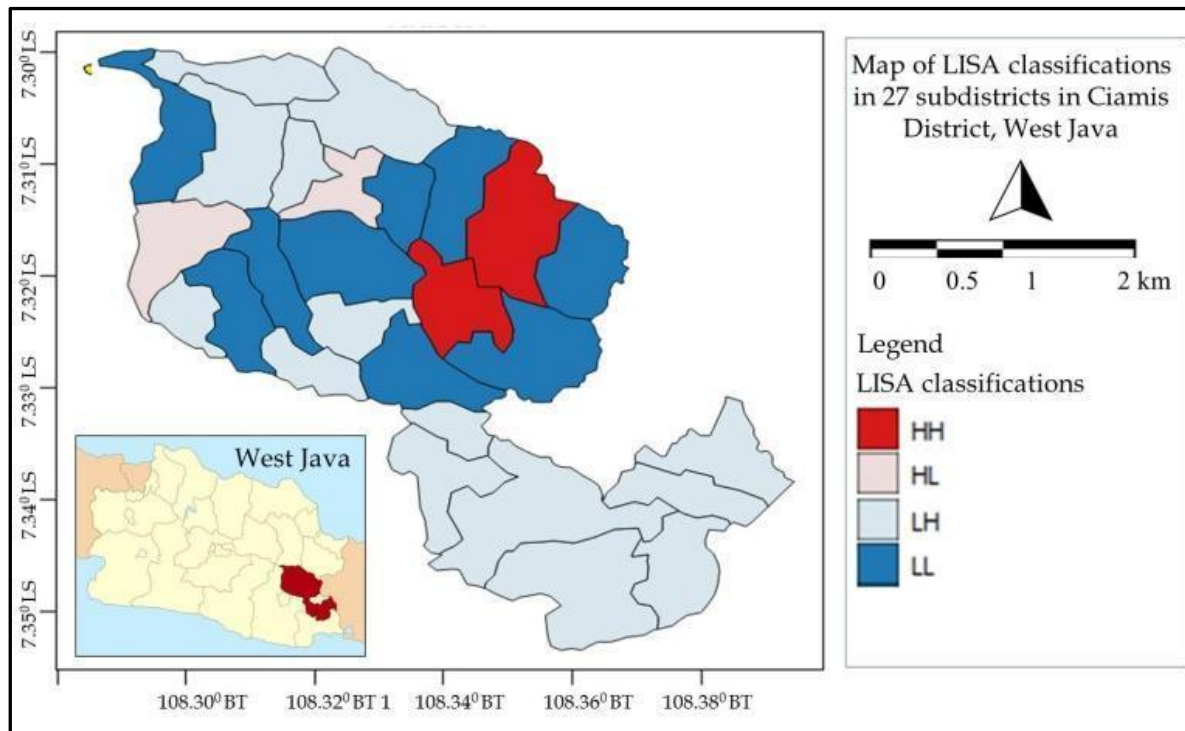 7.30⁰LS
7.31⁰LS
7.32⁰LS
7.33⁰LS
7.34⁰LS
7.35⁰LS
West Java
108.30⁰BT
108.32⁰BT 1
108.34⁰BT
108.36⁰BT
108.38⁰BT
Map of LISA classifications
in 27 subdistricts in Ciamis
District, West Java
0 0.5 1 2 km
Legend
LISA classifications
HH
HL
LH
LL